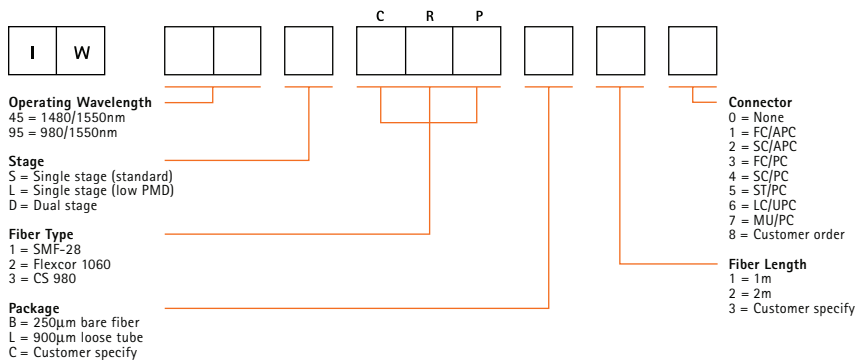 C R P
I W
Operating Wavelength
45 = 1480/1550nm
95 = 980/1550nm
Stage
S = Single stage (standard)
L = Single stage (low PMD)
D = Dual stage
Fiber Type
1 = SMF-28
2 = Flexcor 1060
3 = CS 980
Package
B = 250µm bare fiber
L = 900µm loose tube
C = Customer specify
Connector
0 = None
1 = FC/APC
2 = SC/APC
3 = FC/PC
4 = SC/PC
5 = ST/PC
6 = LC/UPC
7 = MU/PC
8 = Customer order
Fiber Length
1 = 1m
2 = 2m
3 = Customer specify